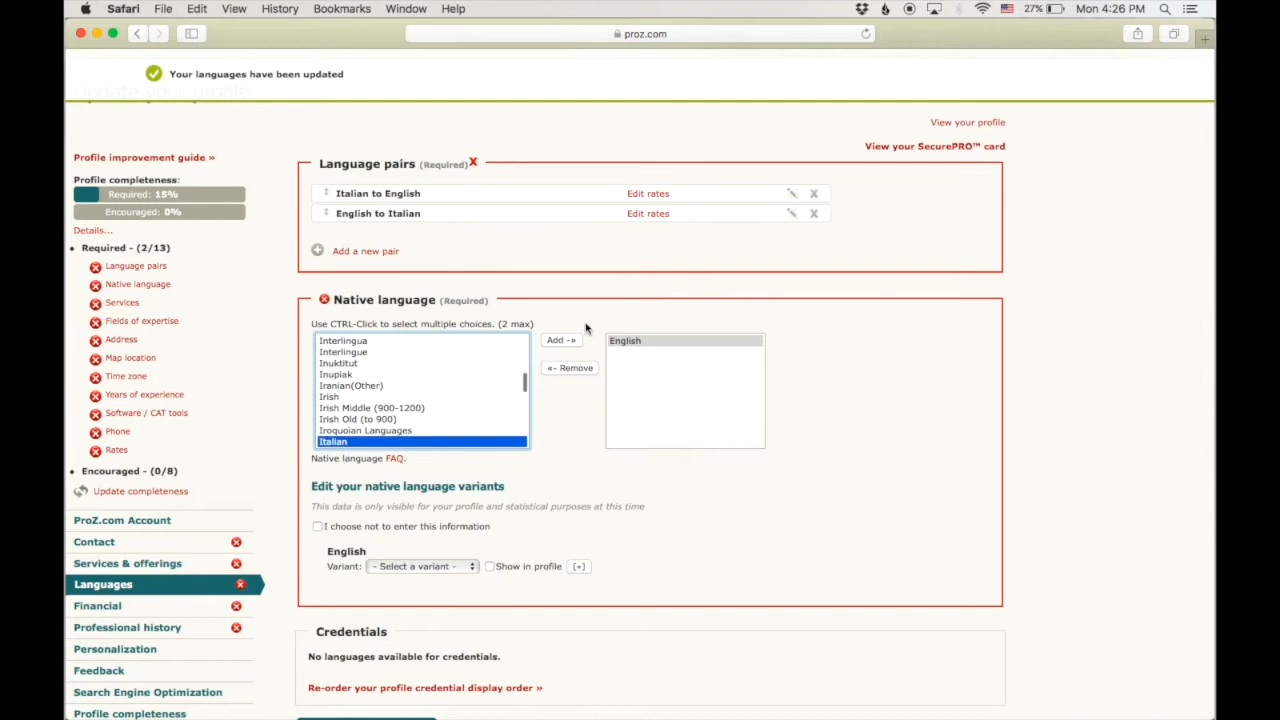 Safari File Edit View History Bookmarks Window Help 27% Mon 4:26 PM
proz.com
Your languages have been updated
Update your profile
View your profile
View your SecurePRO™ card
Profile improvement guide »
Profile completeness:
Required: 15%
Encouraged: 0%
Details...
Required - (2/13)
Language pairs
Native language
Services
Fields of expertise
Address
Map location
Time zone
Years of experience
Software / CAT tools
Phone
Rates
Encouraged - (0/8)
Update completeness
ProZ.com Account
Contact
Services & offerings
Languages
Financial
Professional history
Personalization
Feedback
Search Engine Optimization
Profile completeness
Language pairs (Required) X
Italian to English Edit rates
English to Italian Edit rates
Add a new pair
Native language (Required)
Use CTRL-Click to select multiple choices. (2 max)
Interlingua
Interlingue
Inuktitut
Inupiak
Iranian(Other)
Irish
Irish Middle (900-1200)
Irish Old (to 900)
Iroquoian Languages
Italian
Add -»
«- Remove
English
Native language FAQ.
Edit your native language variants
This data is only visible for your profile and statistical purposes at this time
I choose not to enter this information
English
Variant: - Select a variant - Show in profile [+]
Credentials
No languages available for credentials.
Re-order your profile credential display order »